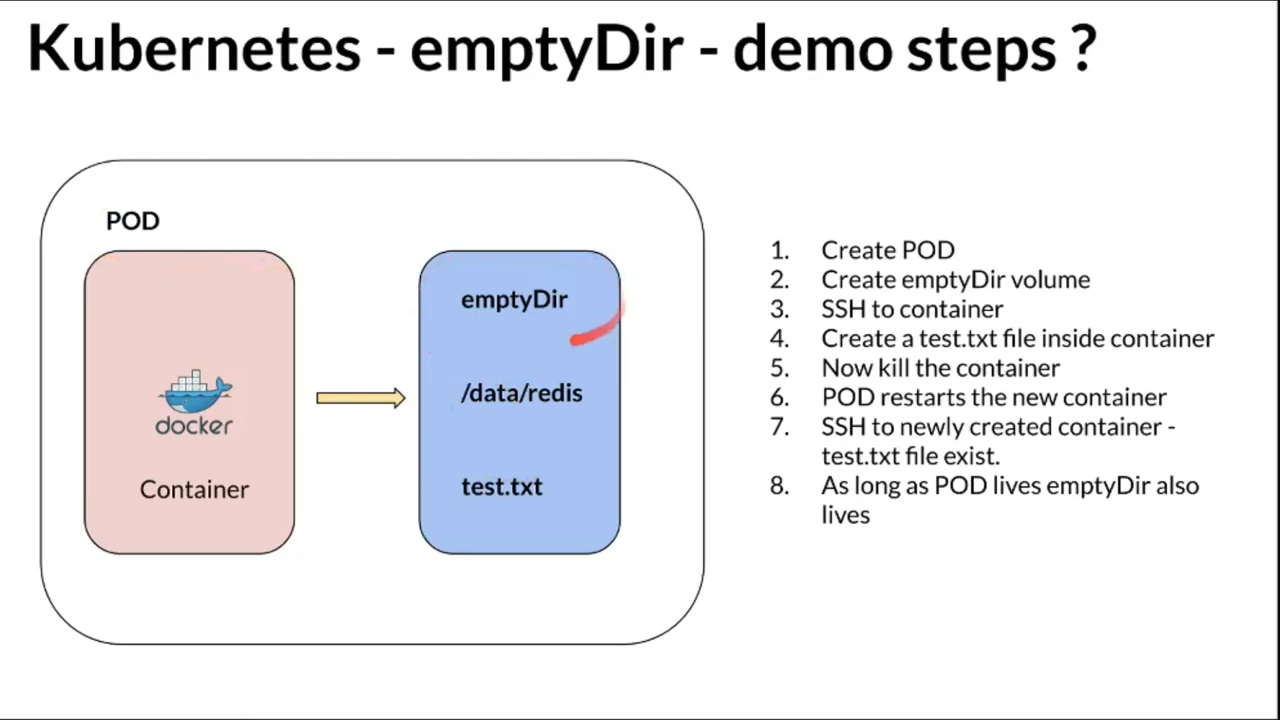 Kubernetes - emptyDir - demo steps ?
POD
docker
Container
emptyDir
/data/redis
test.txt
1. Create POD
2. Create emptyDir volume
3. SSH to container
4. Create a test.txt file inside container
5. Now kill the container
6. POD restarts the new container
7. SSH to newly created container -
test.txt file exist.
8. As long as POD lives emptyDir also
lives